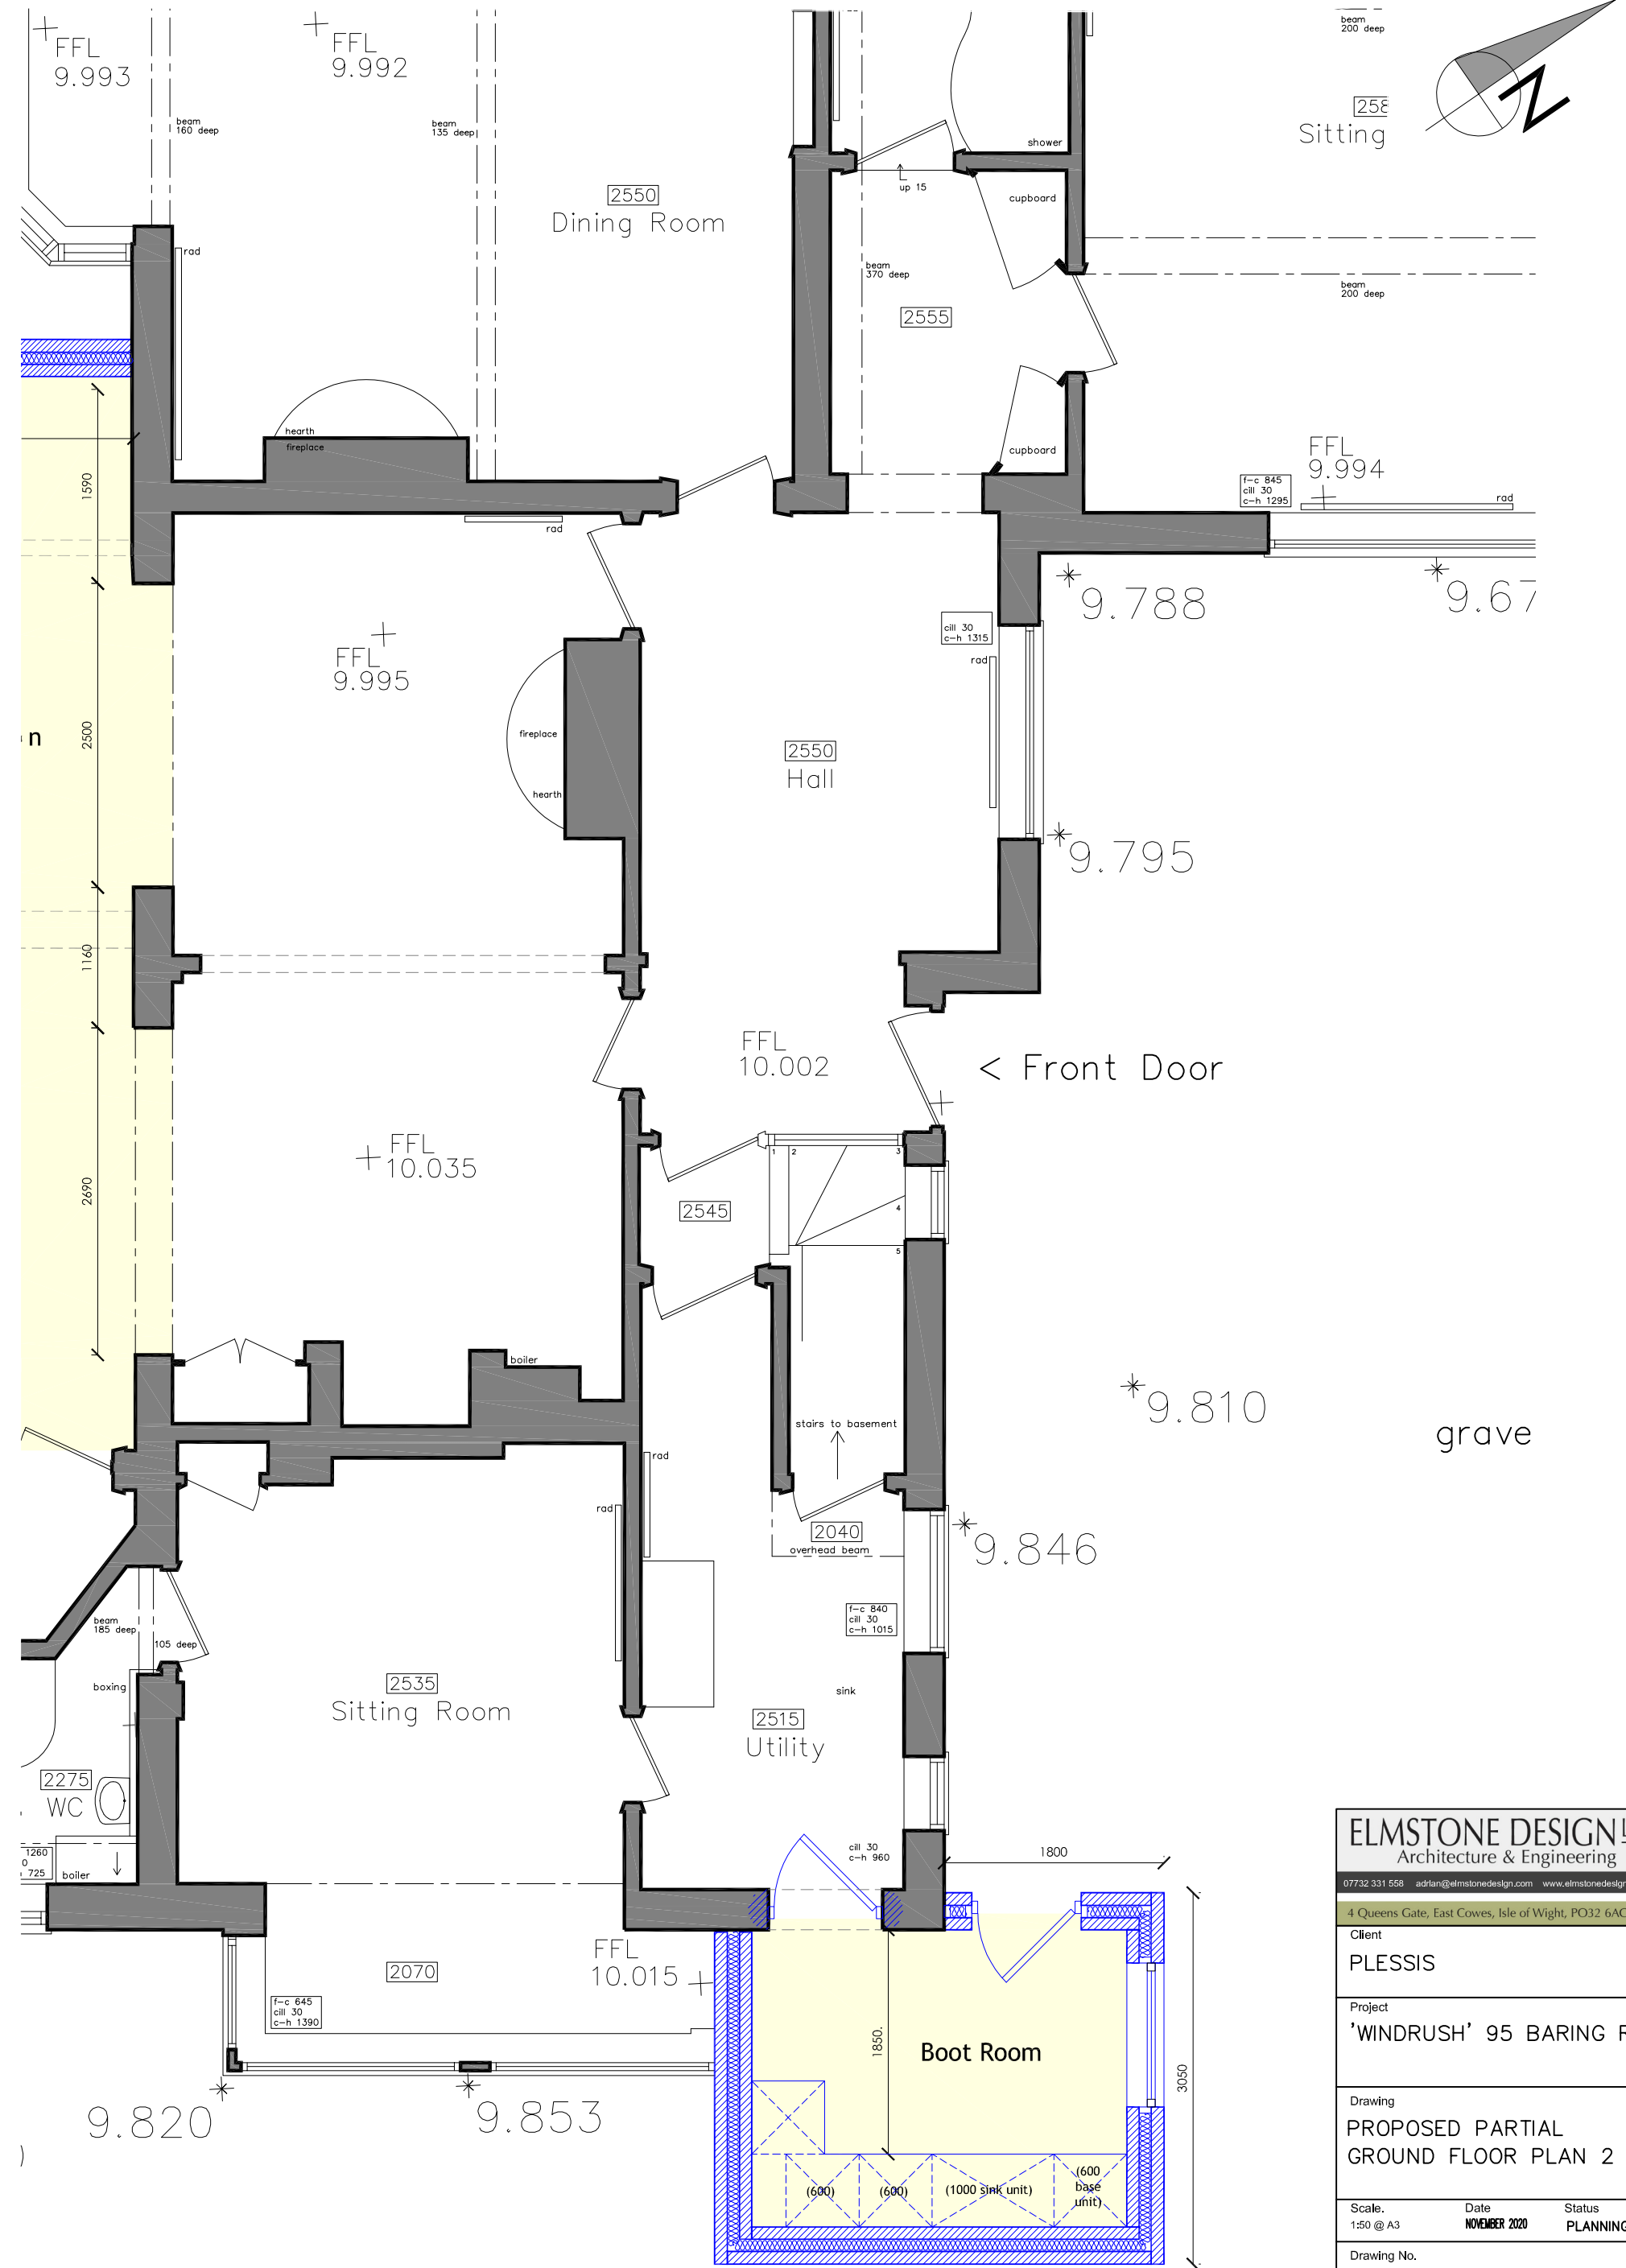 FFL
9.993
FFL
9.992
beam
160 deep
beam
135 deep
beam
200 deep
N
Sitting
shower
up 15
cupboard
2550
Dining Room
rad
beam
370 deep
2555
beam
200 deep
hearth
fireplace
cupboard
1590
FFL
9.994
f-c 845
cill 30
c-h 1295
rad
rad
9.788
9.67
cill 30
c-h 1315
rad
FFL
9.995
n
2500
fireplace
hearth
2550
Hall
9.795
1160
FFL
10.002
< Front Door
FFL
10.035
2690
1
2
3
4
5
2545
boiler
9.810
grave
stairs to basement
rad
rad
2040
overhead beam
9.846
f-c 840
cill 30
c-h 1015
beam
185 deep
105 deep
boxing
2535
Sitting Room
sink
2515
Utility
2275
WC
1260
0
725
boiler
cill 30
c-h 960
1800
FFL
10.015
2070
f-c 645
cill 30
c-h 1390
1850.
Boot Room
3050
9.820
9.853
)
(600)
(600)
(1000 sink unit)
(600
base
unit)
ELMSTONE DESIGN
Architecture & Engineering
07732 331 558 adrian@elmstonedesign.com www.elmstonedesign
4 Queens Gate, East Cowes, Isle of Wight, PO32 6AG
Client
PLESSIS
Project
'WINDRUSH' 95 BARING R
Drawing
PROPOSED PARTIAL
GROUND FLOOR PLAN 2
Scale. Date Status
1:50 @ A3 NOVEMBER 2020 PLANNING
Drawing No.